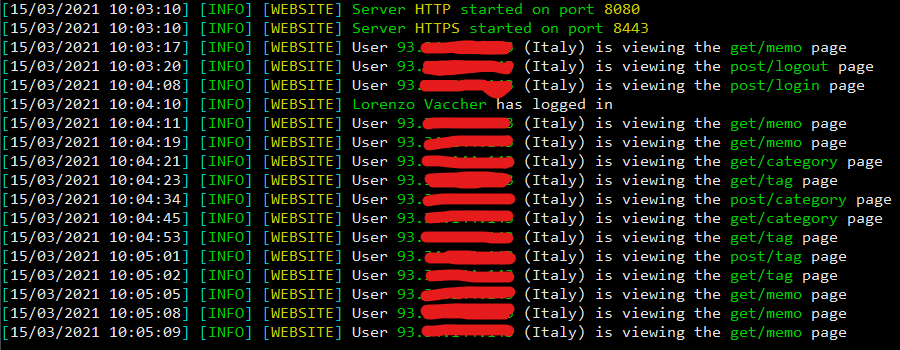 [15/03/2021 10:03:10] [INFO] [WEBSITE] Server HTTP started on port 8080
[15/03/2021 10:03:10] [INFO] [WEBSITE] Server HTTPS started on port 8443
[15/03/2021 10:03:17] [INFO] [WEBSITE] User 93. (Italy) is viewing the get/memo page
[15/03/2021 10:03:20] [INFO] [WEBSITE] User 93. (Italy) is viewing the post/logout page
[15/03/2021 10:04:08] [INFO] [WEBSITE] User 93. (Italy) is viewing the post/login page
[15/03/2021 10:04:10] [INFO] [WEBSITE] Lorenzo Vaccher has logged in
[15/03/2021 10:04:11] [INFO] [WEBSITE] User 93. (Italy) is viewing the get/memo page
[15/03/2021 10:04:19] [INFO] [WEBSITE] User 93. (Italy) is viewing the get/memo page
[15/03/2021 10:04:21] [INFO] [WEBSITE] User 93. (Italy) is viewing the get/category page
[15/03/2021 10:04:23] [INFO] [WEBSITE] User 93. (Italy) is viewing the get/tag page
[15/03/2021 10:04:34] [INFO] [WEBSITE] User 93. (Italy) is viewing the post/category page
[15/03/2021 10:04:45] [INFO] [WEBSITE] User 93. (Italy) is viewing the get/category page
[15/03/2021 10:04:53] [INFO] [WEBSITE] User 93. (Italy) is viewing the get/tag page
[15/03/2021 10:05:01] [INFO] [WEBSITE] User 93. (Italy) is viewing the post/tag page
[15/03/2021 10:05:02] [INFO] [WEBSITE] User 93. (Italy) is viewing the get/tag page
[15/03/2021 10:05:05] [INFO] [WEBSITE] User 93. (Italy) is viewing the get/memo page
[15/03/2021 10:05:08] [INFO] [WEBSITE] User 93. (Italy) is viewing the get/memo page
[15/03/2021 10:05:09] [INFO] [WEBSITE] User 93. (Italy) is viewing the get/memo page